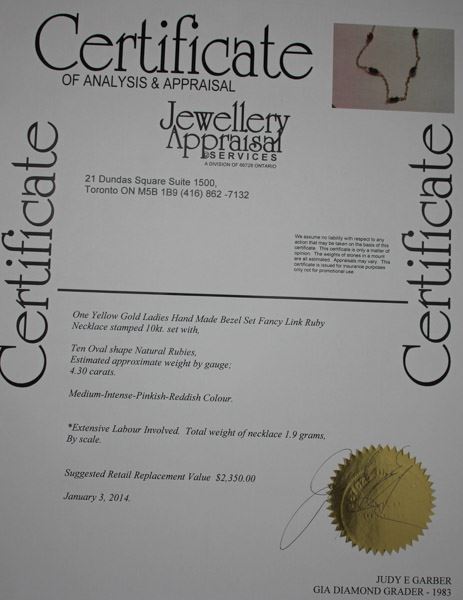 Certificate
OF ANALYSIS & APPRAISAL
Jewellery
Appraisal
SERVICES
A DIVISION OF 66728 ONTARIO
21 Dundas Square Suite 1500,
Toronto ON M5B 1B9 (416) 862 -7132
Certificate
Certificate
We assume no liability with respect to any
action that may be taken on the basis of this
certificate. This certificate is only a matter of
opinion. The weights of stones in a mount
are all estimated. Appraisals may vary. This
certificate is issued for insurance purposes
only not for promotional use
One Yellow Gold Ladies Hand Made Bezel Set Fancy Link Ruby
Necklace stamped 10kt. set with,
Ten Oval shape Natural Rubies,
Estimated approximate weight by gauge;
4.30 carats.
Medium-Intense-Pinkish-Reddish Colour.
*Extensive Labour Involved. Total weight of necklace 1.9 grams,
By scale.
Suggested Retail Replacement Value $2,350.00
January 3, 2014.
JUDY E GARBER
GIA DIAMOND GRADER - 1983